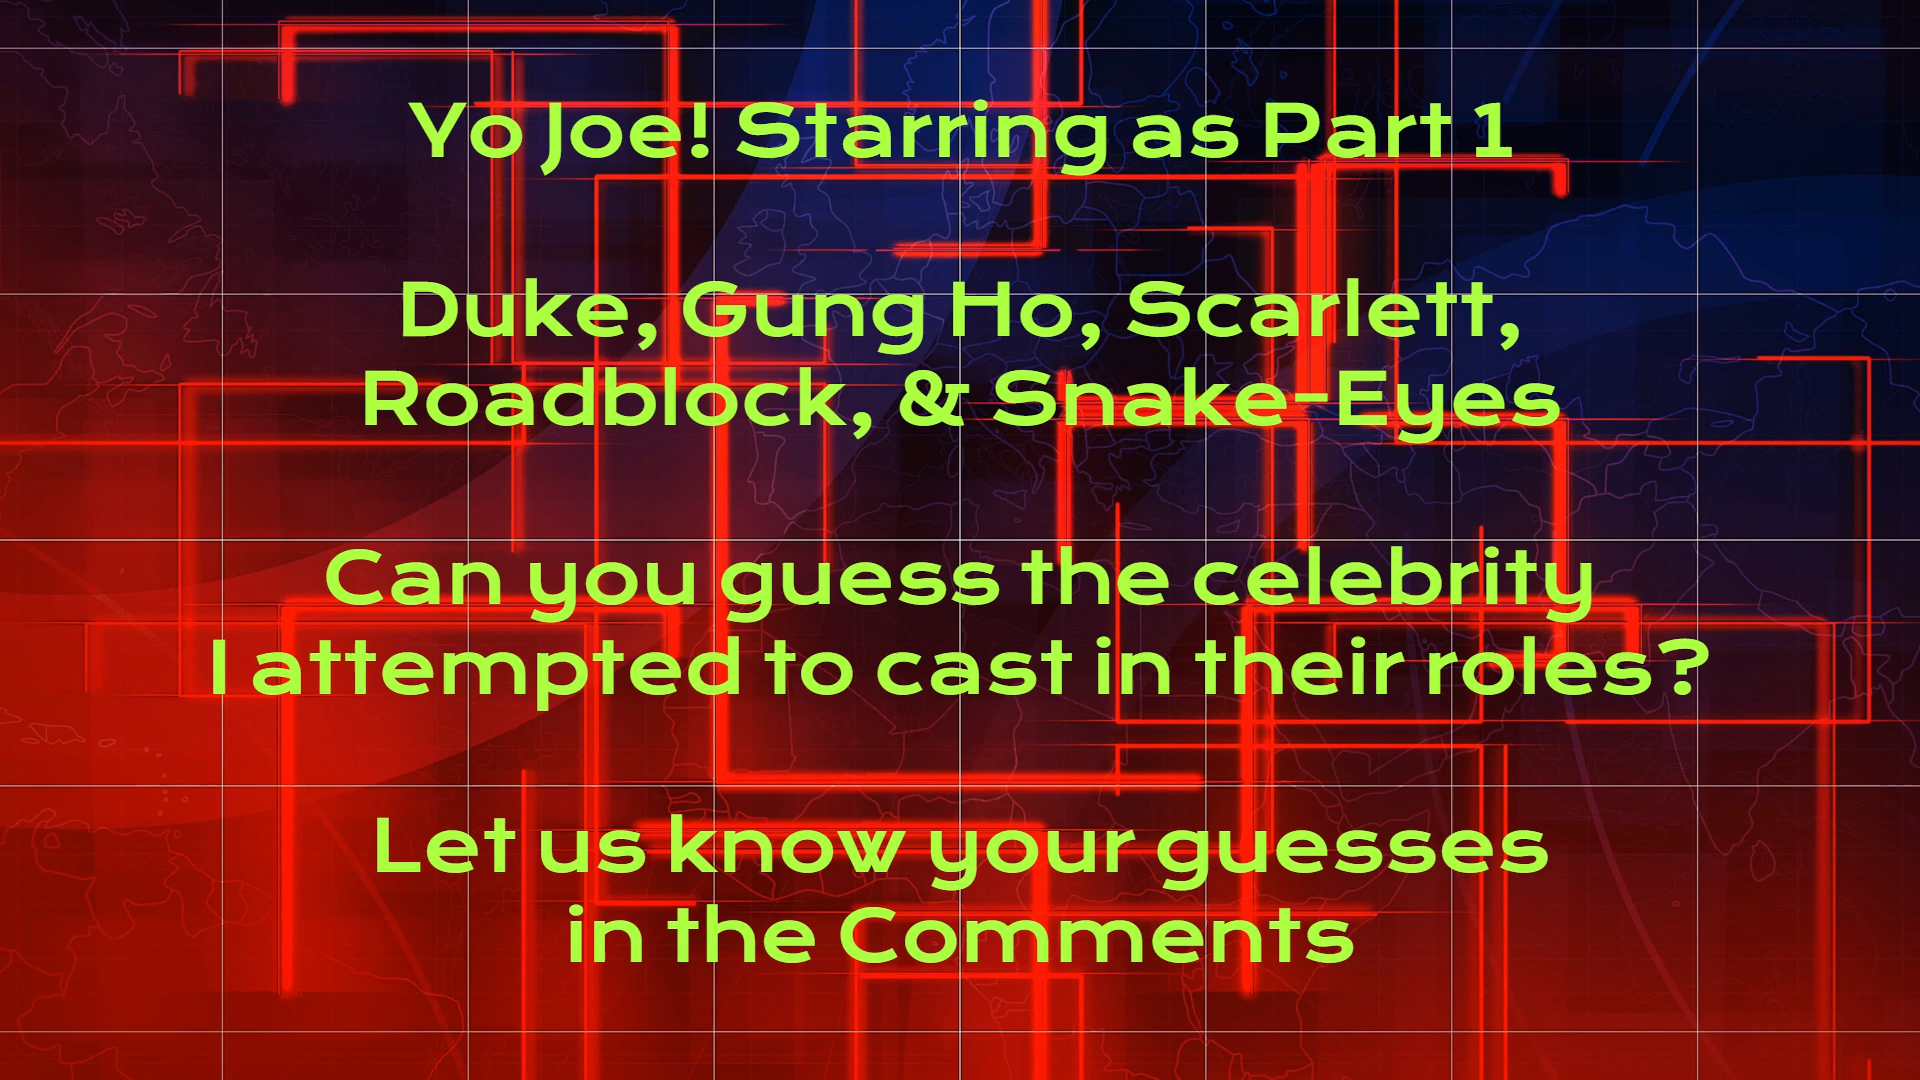 Yo Joe! Starring as Part 1
Duke, Gung Ho, Scarlett,
Roadblock, & Snake-Eyes
Can you guess the celebrity
I attempted to cast in their roles?
Let us know your guesses
in the Comments